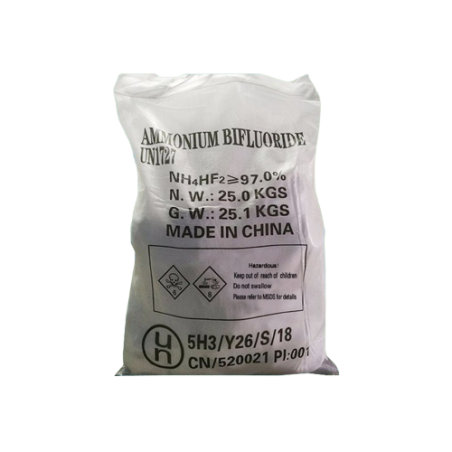 AMMONIUM BIFLUORIDE
UN1727
NH₄HF₂≥97.0%
N. W.: 25.0 KGS
G. W.: 25.1 KGS
MADE IN CHINA
Hazardous:
Keep out of reach of children
Do not swallow
Please refer to MSDS for details
un
5H3/Y26/S/18
CN/520021 PI:001